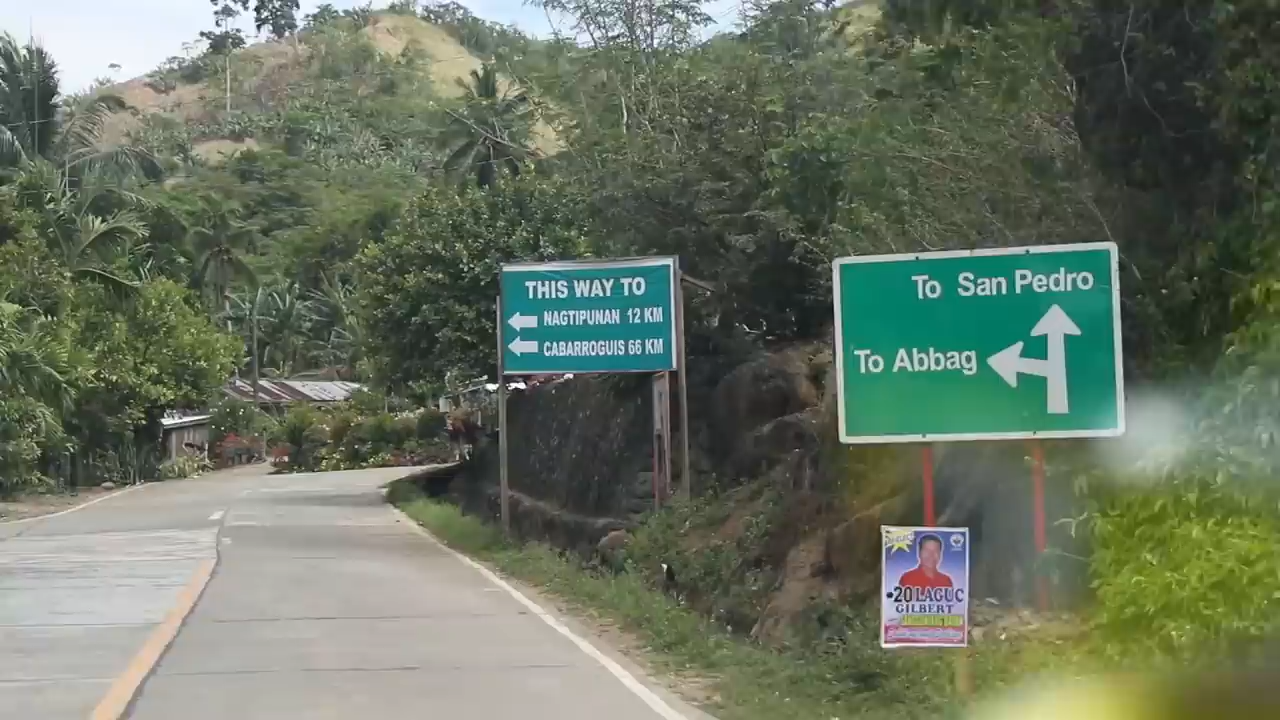 THIS WAY TO
NAGTIPUNAN 12 KM
CABARROGUIS 66 KM
To San Pedro
To Abbag
20 LAGUC
GILBERT